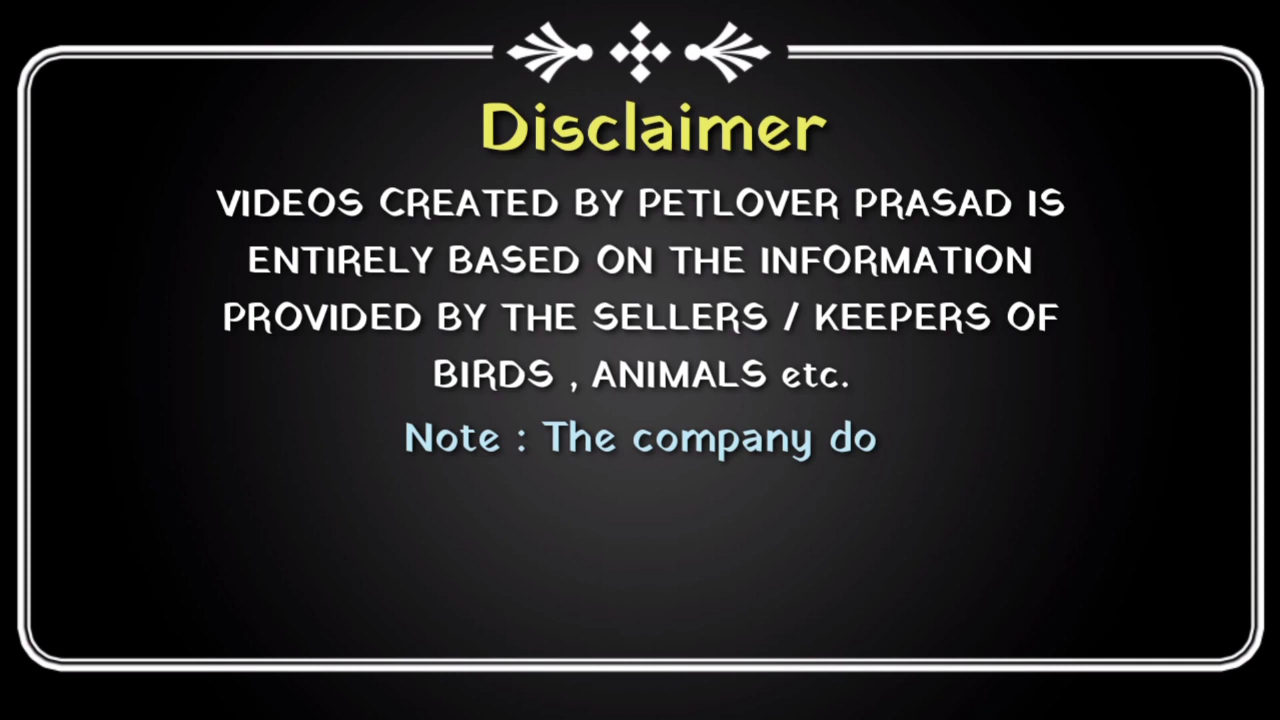 Disclaimer
VIDEOS CREATED BY PETLOVER PRASAD IS
ENTIRELY BASED ON THE INFORMATION
PROVIDED BY THE SELLERS / KEEPERS OF
BIRDS , ANIMALS etc.
Note : The company do